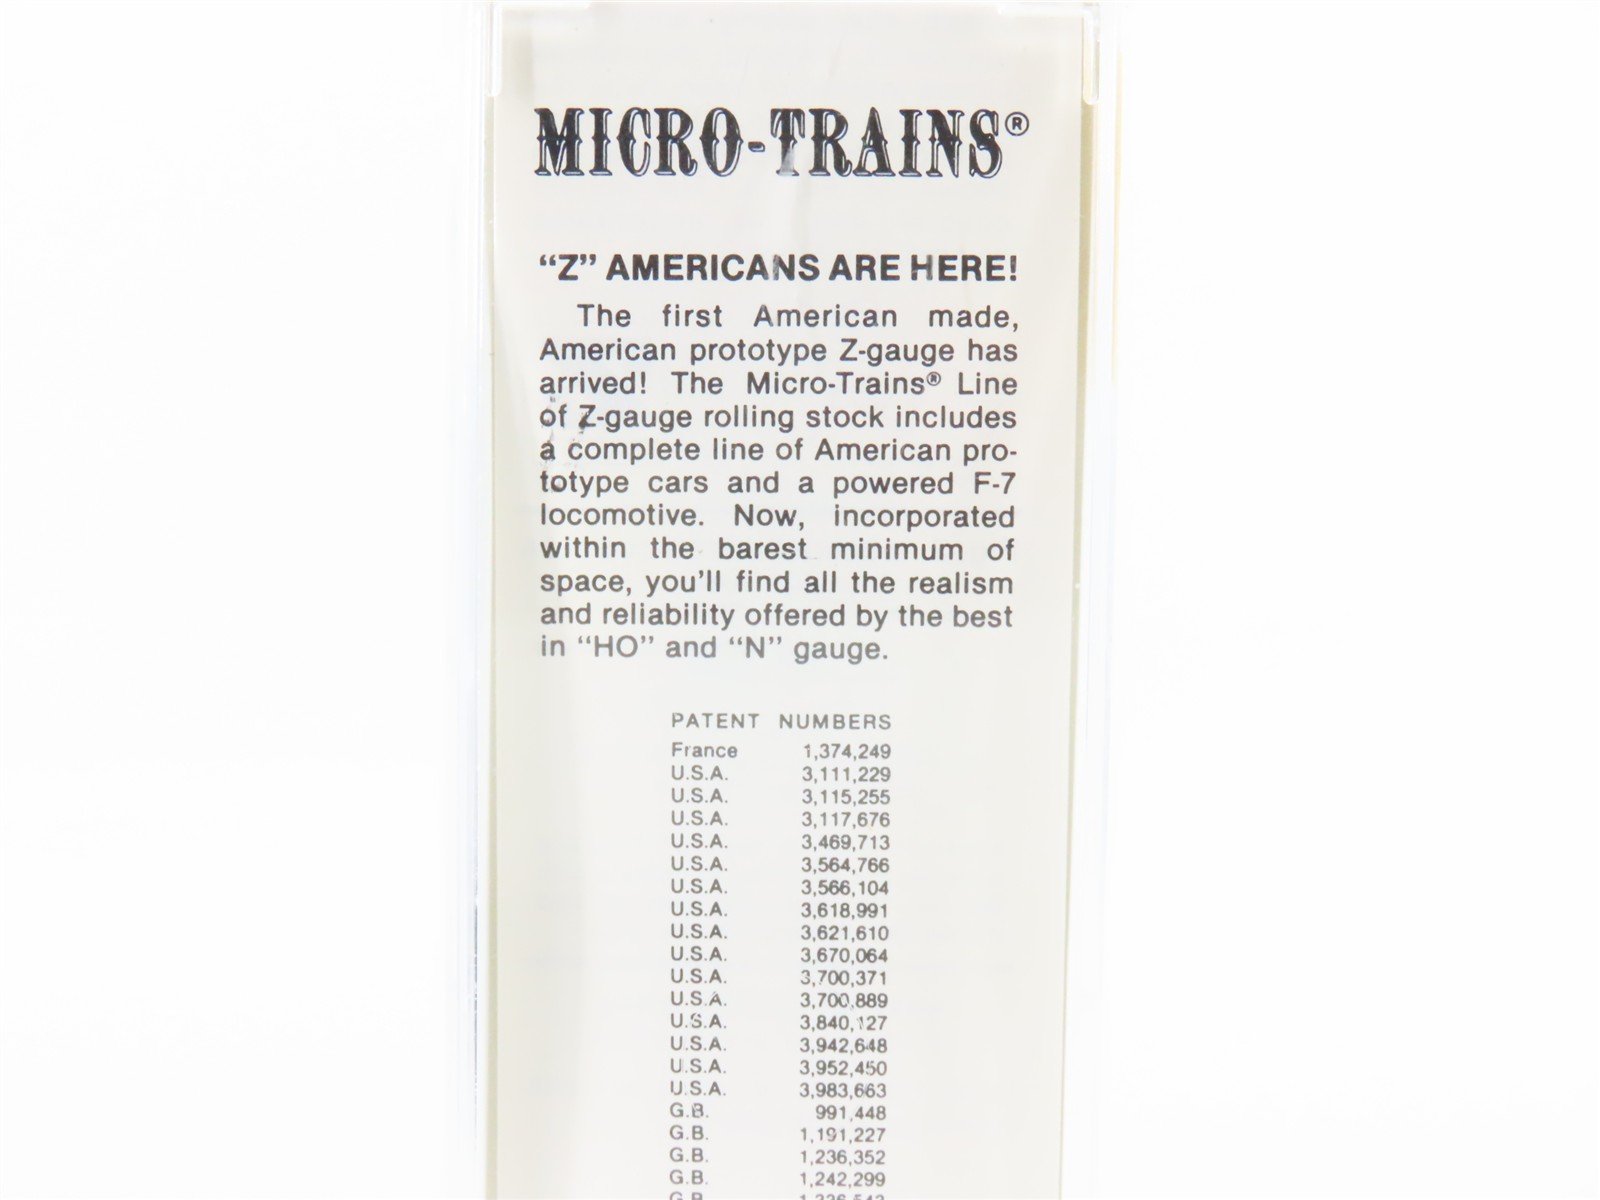 MICRO-TRAINS®
“Z” AMERICANS ARE HERE!
The first American made,
American prototype Z-gauge has
arrived! The Micro-Trains® Line
of Z-gauge rolling stock includes
a complete line of American pro-
totype cars and a powered F-7
locomotive. Now, incorporated
within the barest minimum of
space, you’ll find all the realism
and reliability offered by the best
in “HO” and “N” gauge.
PATENT NUMBERS
France 1,374,249
U.S.A. 3,111,229
U.S.A. 3,115,255
U.S.A. 3,117,676
U.S.A. 3,469,713
U.S.A. 3,564,766
U.S.A. 3,566,104
U.S.A. 3,618,991
U.S.A. 3,621,610
U.S.A. 3,670,064
U.S.A. 3,700,371
U.S.A. 3,700,889
U.S.A. 3,840,127
U.S.A. 3,942,648
U.S.A. 3,952,450
U.S.A. 3,983,663
G.B. 991,448
G.B. 1,191,227
G.B. 1,236,352
G.B. 1,242,299
G.B.